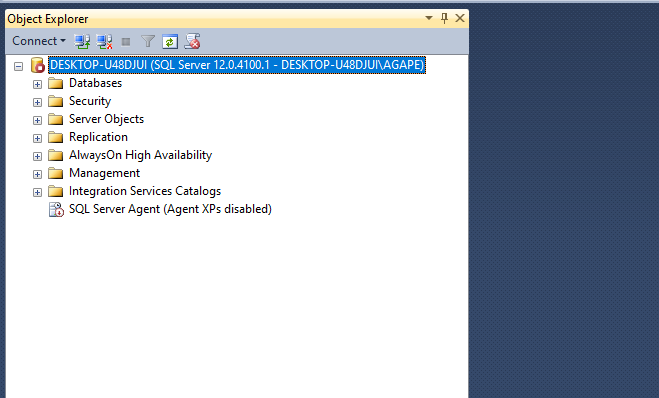 Object Explorer
Connect
DESKTOP-U48DJUI (SQL Server 12.0.4100.1 - DESKTOP-U48DJUI\AGAPE)
Databases
Security
Server Objects
Replication
AlwaysOn High Availability
Management
Integration Services Catalogs
SQL Server Agent (Agent XPs disabled)